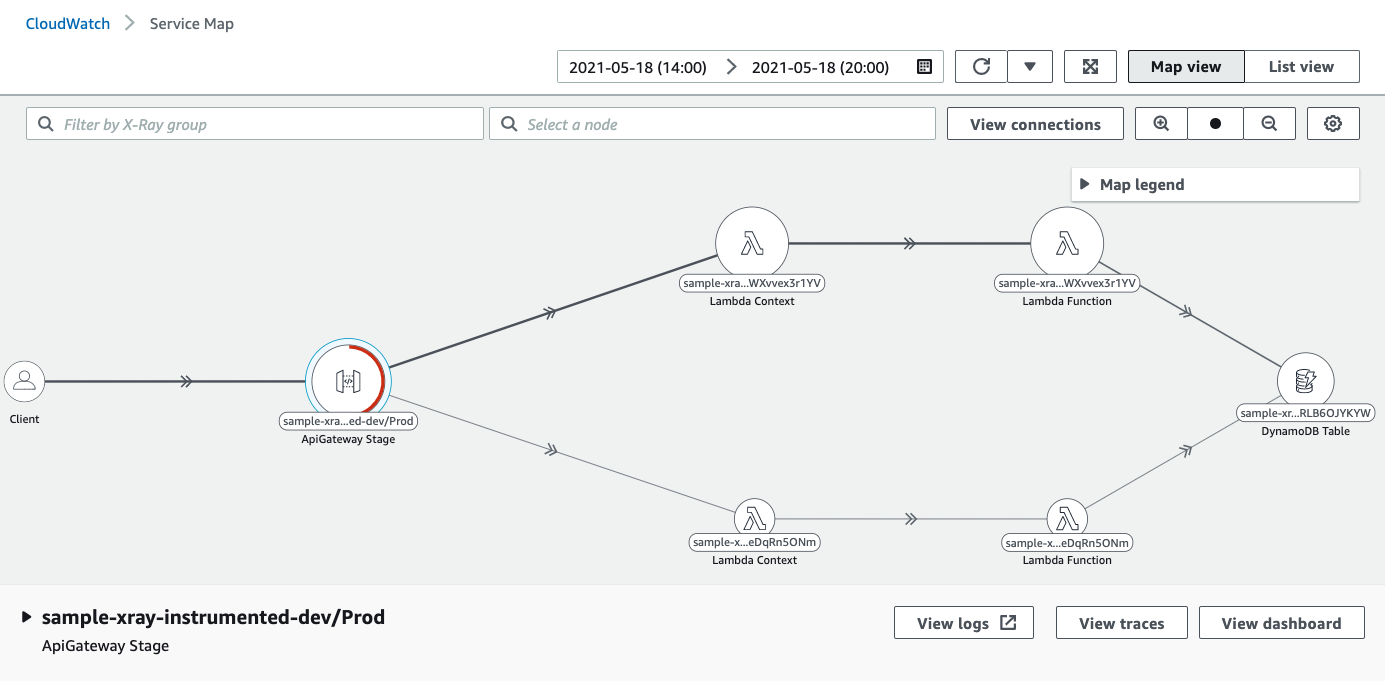 CloudWatch Service Map
2021-05-18 (14:00) 2021-05-18 (20:00) Map view List view
Filter by X-Ray group Select a node View connections
Map legend
sample-xra...WXvvex3r1YV sample-xra...WXvvex3r1YV
Lambda Context Lambda Function
Client
sample-xra...ed-dev/Prod
ApiGateway Stage
sample-xr...RLB6OJYKYW
DynamoDB Table
sample-x...eDqRn5ONm sample-x...eDqRn5ONm
Lambda Context Lambda Function
sample-xray-instrumented-dev/Prod
ApiGateway Stage
View logs View traces View dashboard